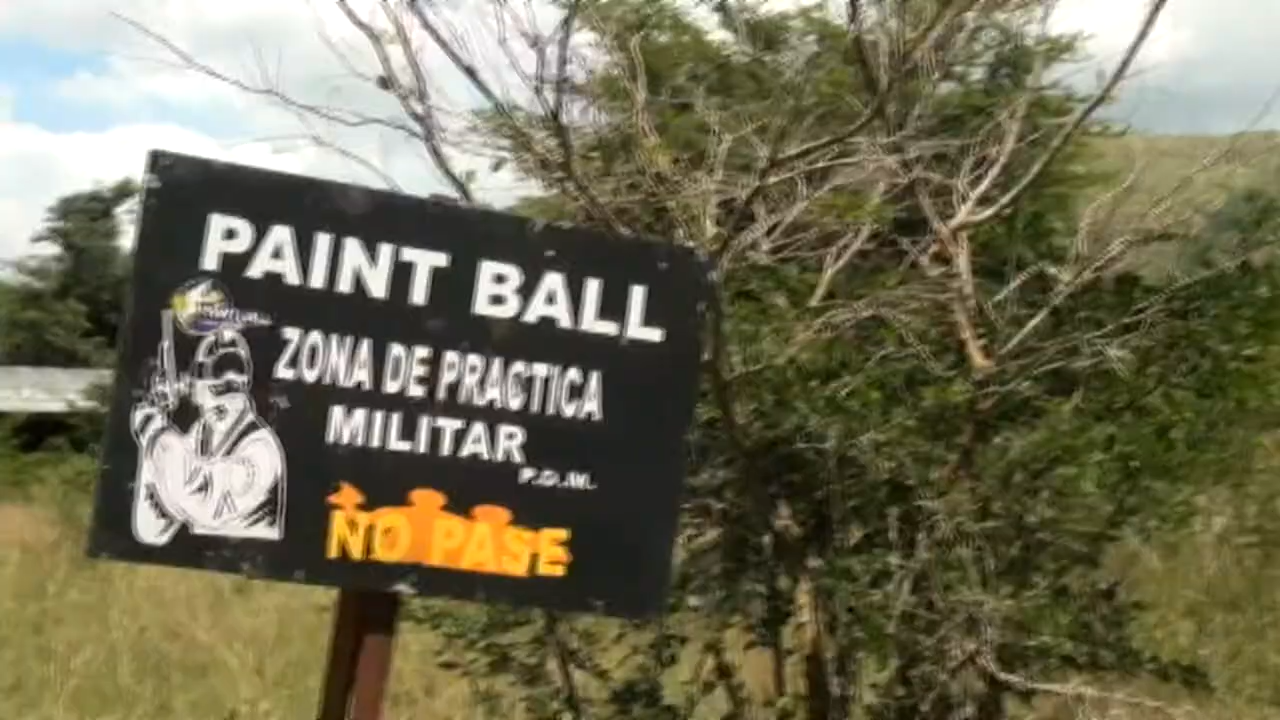 PAINT BALL
ZONA DE PRACTICA
MILITAR
P.D.M.
NO PASE